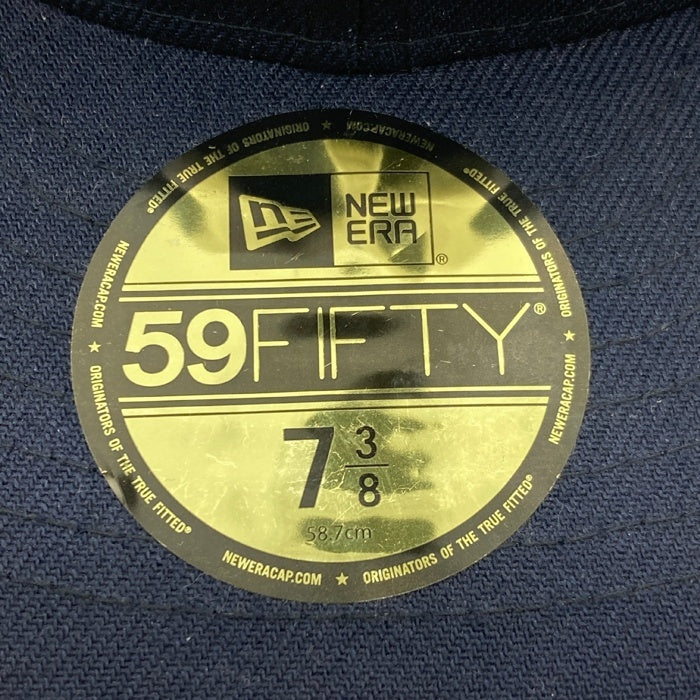 NEW
ERA®
59FIFTY®
7 3/8
58.7cm
ORIGINATORS OF THE TRUE FITTED® ★ NEWERACAP.COM
ORIGINATORS OF THE TRUE FITTED® ★ NEWERACAP.COM
ORIGINATORS OF THE TRUE FITTED® ★ NEWERACAP.COM
ORIGINATORS OF THE TRUE FITTED® ★ NEWERACAP.COM